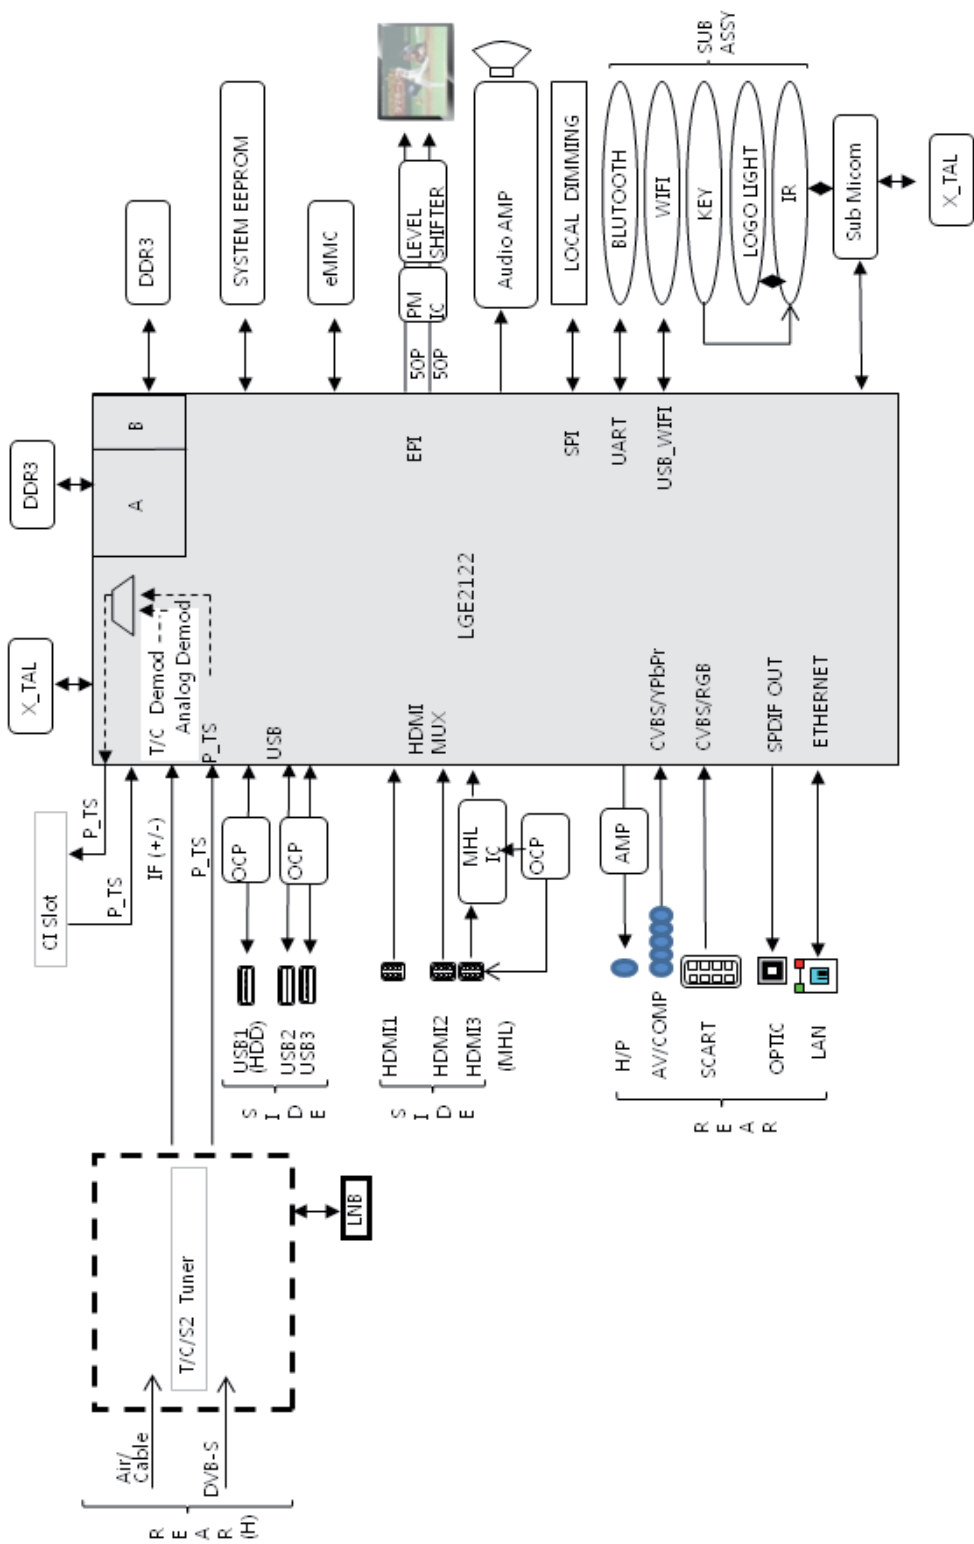 REAR
(H)
Air/
Cable
DVB-S
T/C/S2 Tuner
LNB
CI Slot
P_TS
P_TS
IF (+/-)
P_TS
X_TAL
DDR3
A
B
T/C Demod
Analog Demod
P_TS
DDR3
SYSTEM EEPROM
eMMC
SIDE
USB1
(HDD)
USB2
USB3
OCP
OCP
USB
SIDE
HDMI1
HDMI2
HDMI3
(MHL)
MHL
IC
OCP
HDMI
MUX
LGE2122
EPI
50P
50P
PM
IC
LEVEL
SHIFTER
Audio AMP
SPI
LOCAL DIMMING
UART
BLUTOOTH
USB_WIFI
WIFI
KEY
LOGO LIGHT
IR
SUB
ASSY
Sub Micom
X_TAL
REAR
H/P
AV/COMP
SCART
OPTIC
LAN
AMP
CVBS/YPbPr
CVBS/RGB
SPDIF OUT
ETHERNET